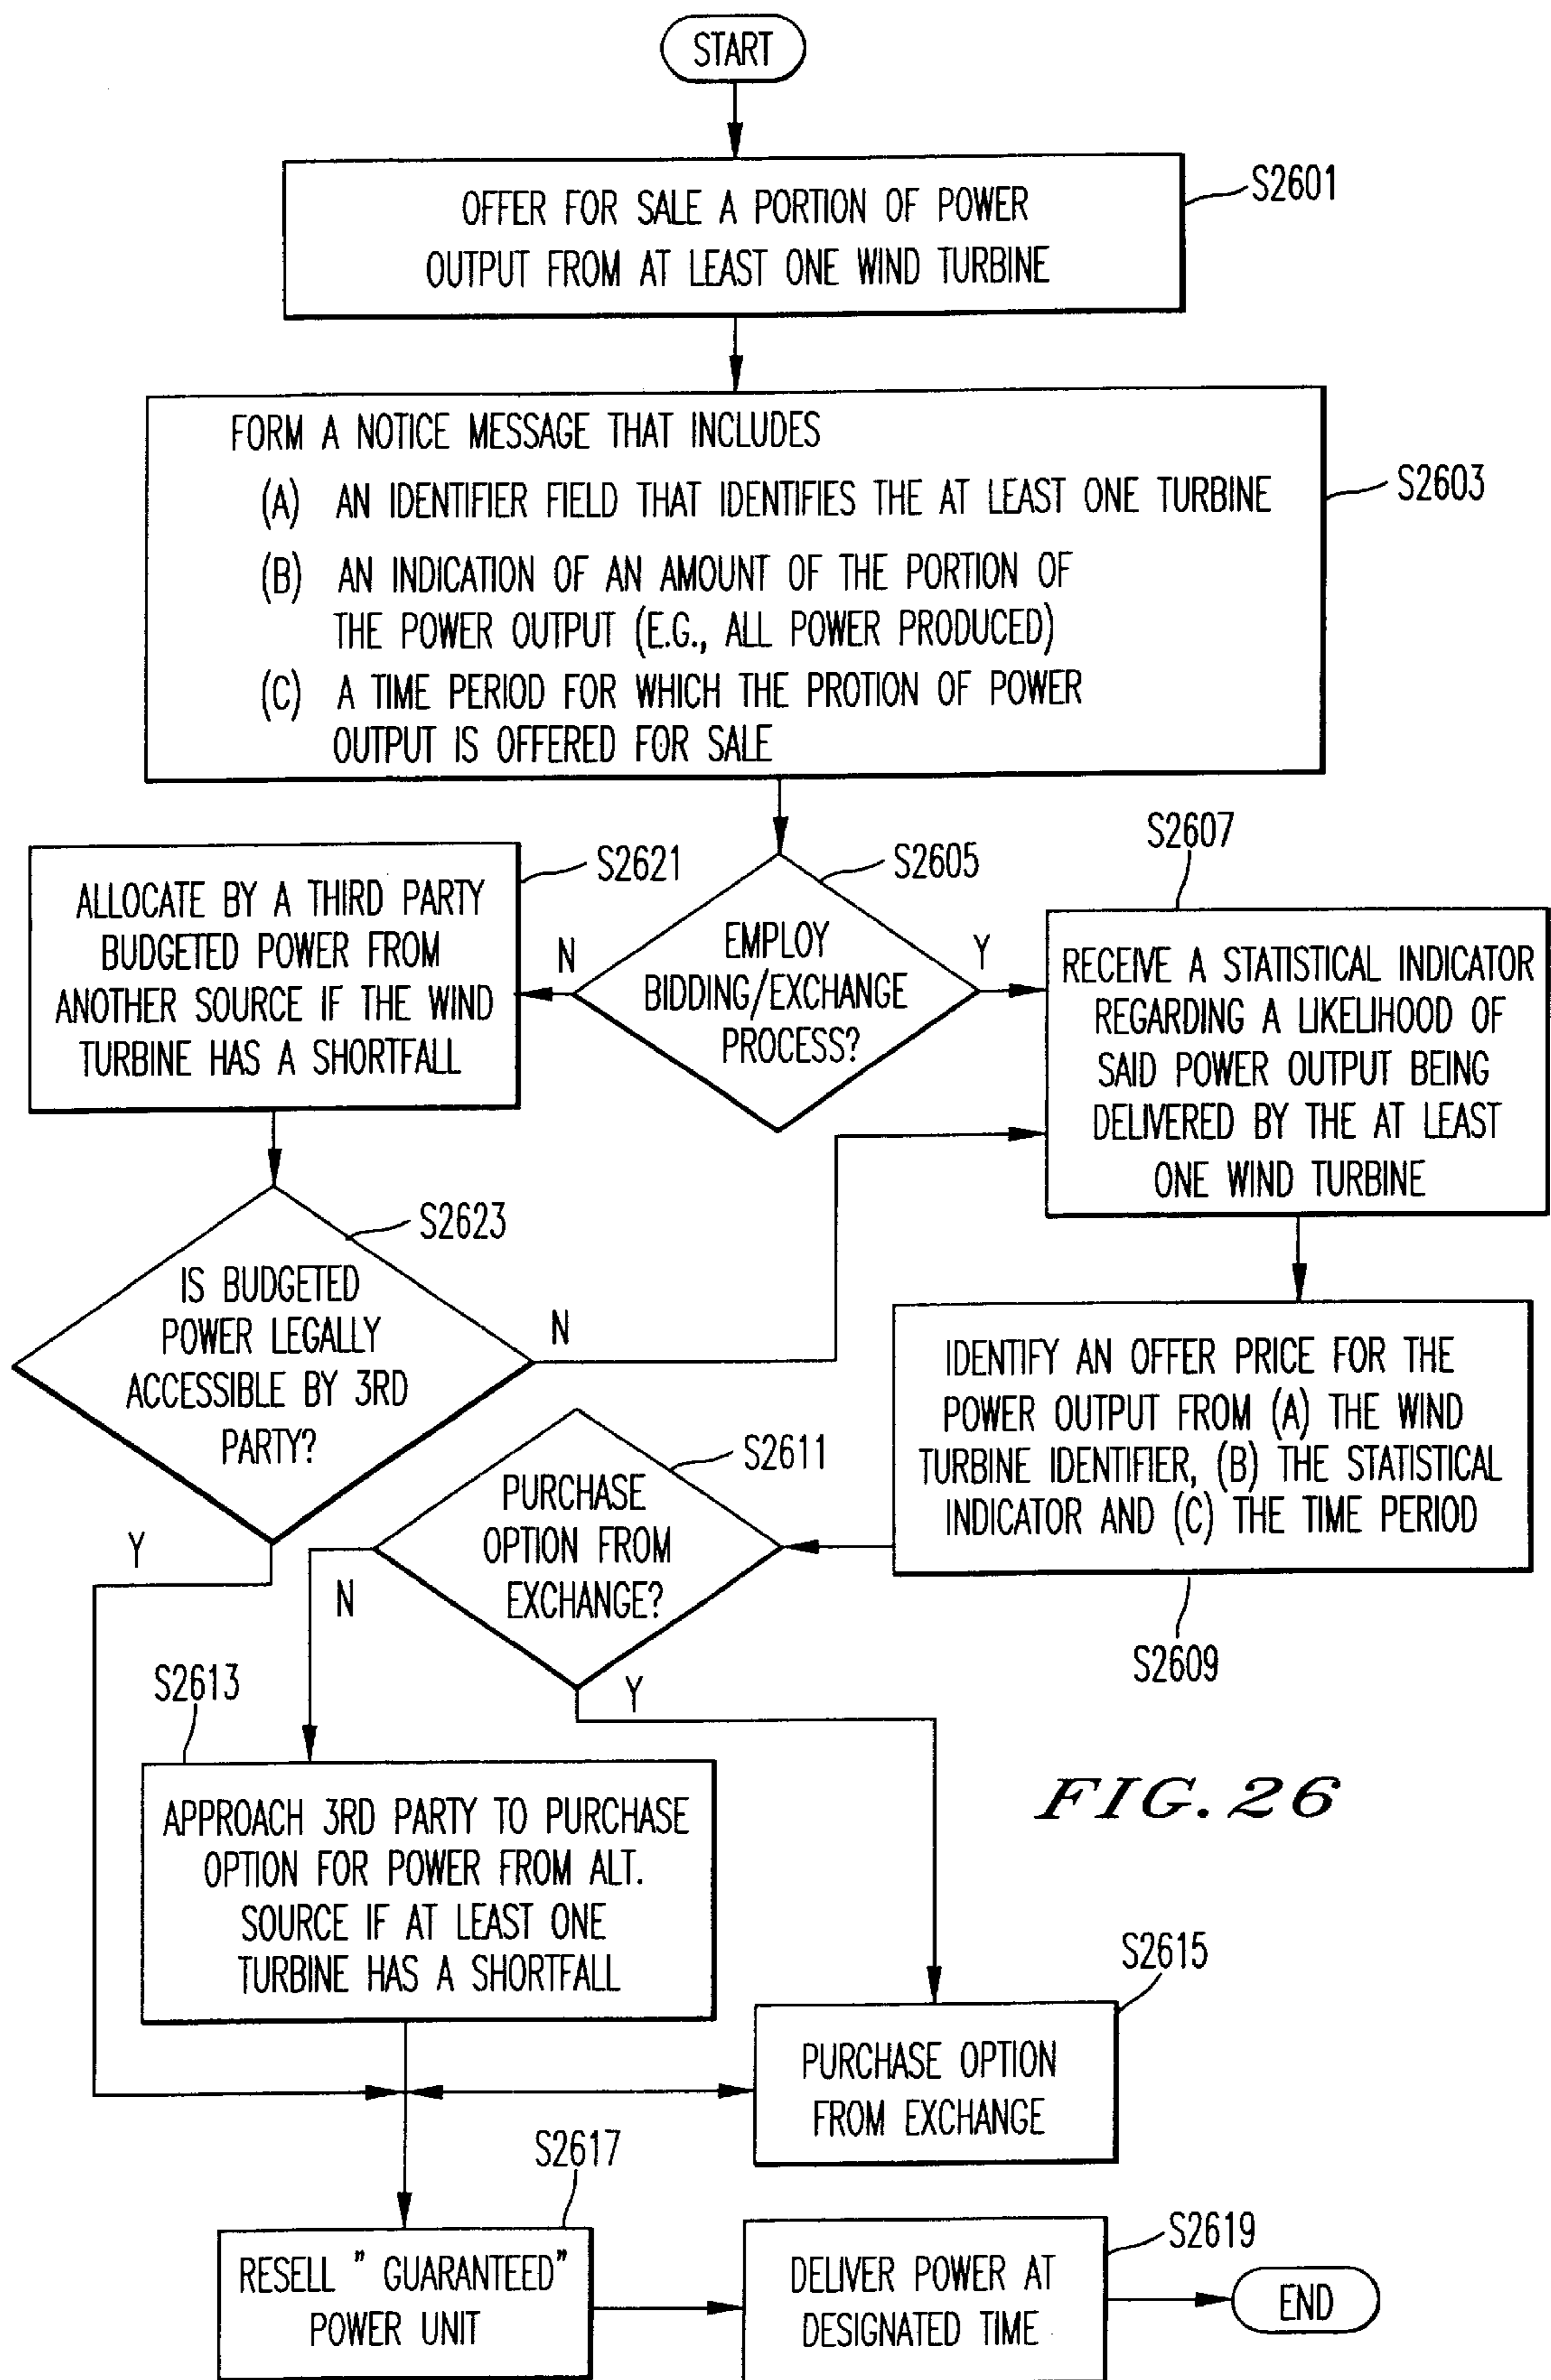 START
OFFER FOR SALE A PORTION OF POWER
OUTPUT FROM AT LEAST ONE WIND TURBINE
S2601
FORM A NOTICE MESSAGE THAT INCLUDES
(A) AN IDENTIFIER FIELD THAT IDENTIFIES THE AT LEAST ONE TURBINE
(B) AN INDICATION OF AN AMOUNT OF THE PORTION OF
THE POWER OUTPUT (E.G., ALL POWER PRODUCED)
(C) A TIME PERIOD FOR WHICH THE PROTION OF POWER
OUTPUT IS OFFERED FOR SALE
S2603
S2605
EMPLOY
BIDDING/EXCHANGE
PROCESS?
N
Y
S2621
ALLOCATE BY A THIRD PARTY
BUDGETED POWER FROM
ANOTHER SOURCE IF THE WIND
TURBINE HAS A SHORTFALL
S2607
RECEIVE A STATISTICAL INDICATOR
REGARDING A LIKELIHOOD OF
SAID POWER OUTPUT BEING
DELIVERED BY THE AT LEAST
ONE WIND TURBINE
S2623
IS BUDGETED
POWER LEGALLY
ACCESSIBLE BY 3RD
PARTY?
N
Y
IDENTIFY AN OFFER PRICE FOR THE
POWER OUTPUT FROM (A) THE WIND
TURBINE IDENTIFIER, (B) THE STATISTICAL
INDICATOR AND (C) THE TIME PERIOD
S2609
S2611
PURCHASE
OPTION FROM
EXCHANGE?
N
Y
S2613
APPROACH 3RD PARTY TO PURCHASE
OPTION FOR POWER FROM ALT.
SOURCE IF AT LEAST ONE
TURBINE HAS A SHORTFALL
FIG. 26
S2615
PURCHASE OPTION
FROM EXCHANGE
S2617
RESELL " GUARANTEED"
POWER UNIT
S2619
DELIVER POWER AT
DESIGNATED TIME
END